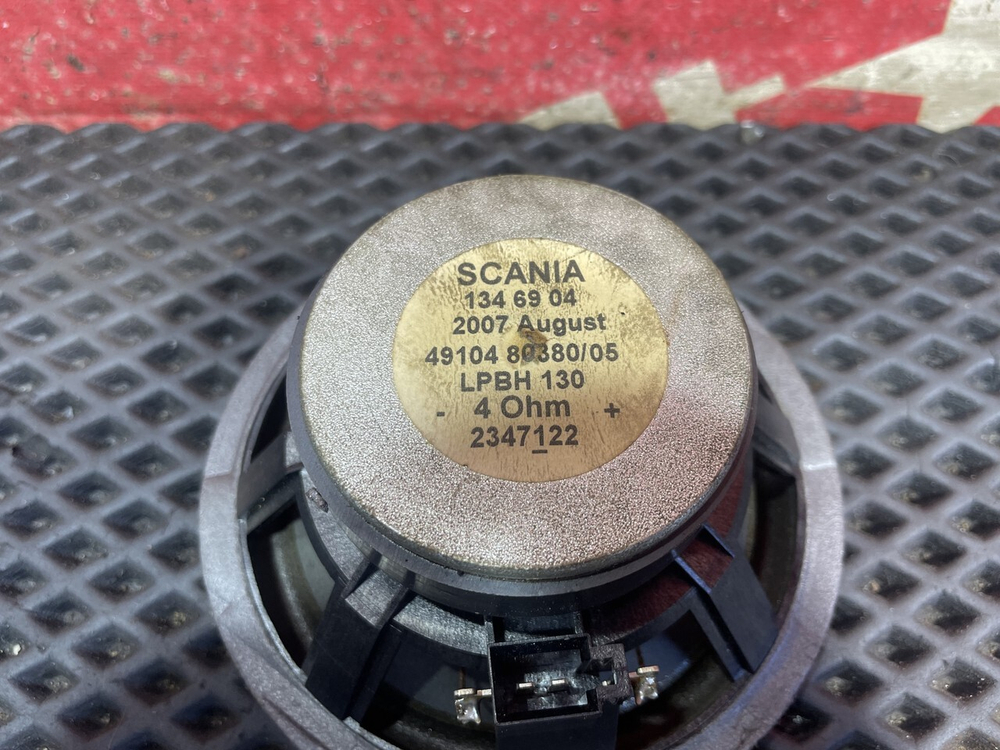 SCANIA
134 69 04
2007 August
49104 80380/05
LPBH 130
- 4 Ohm +
2347122